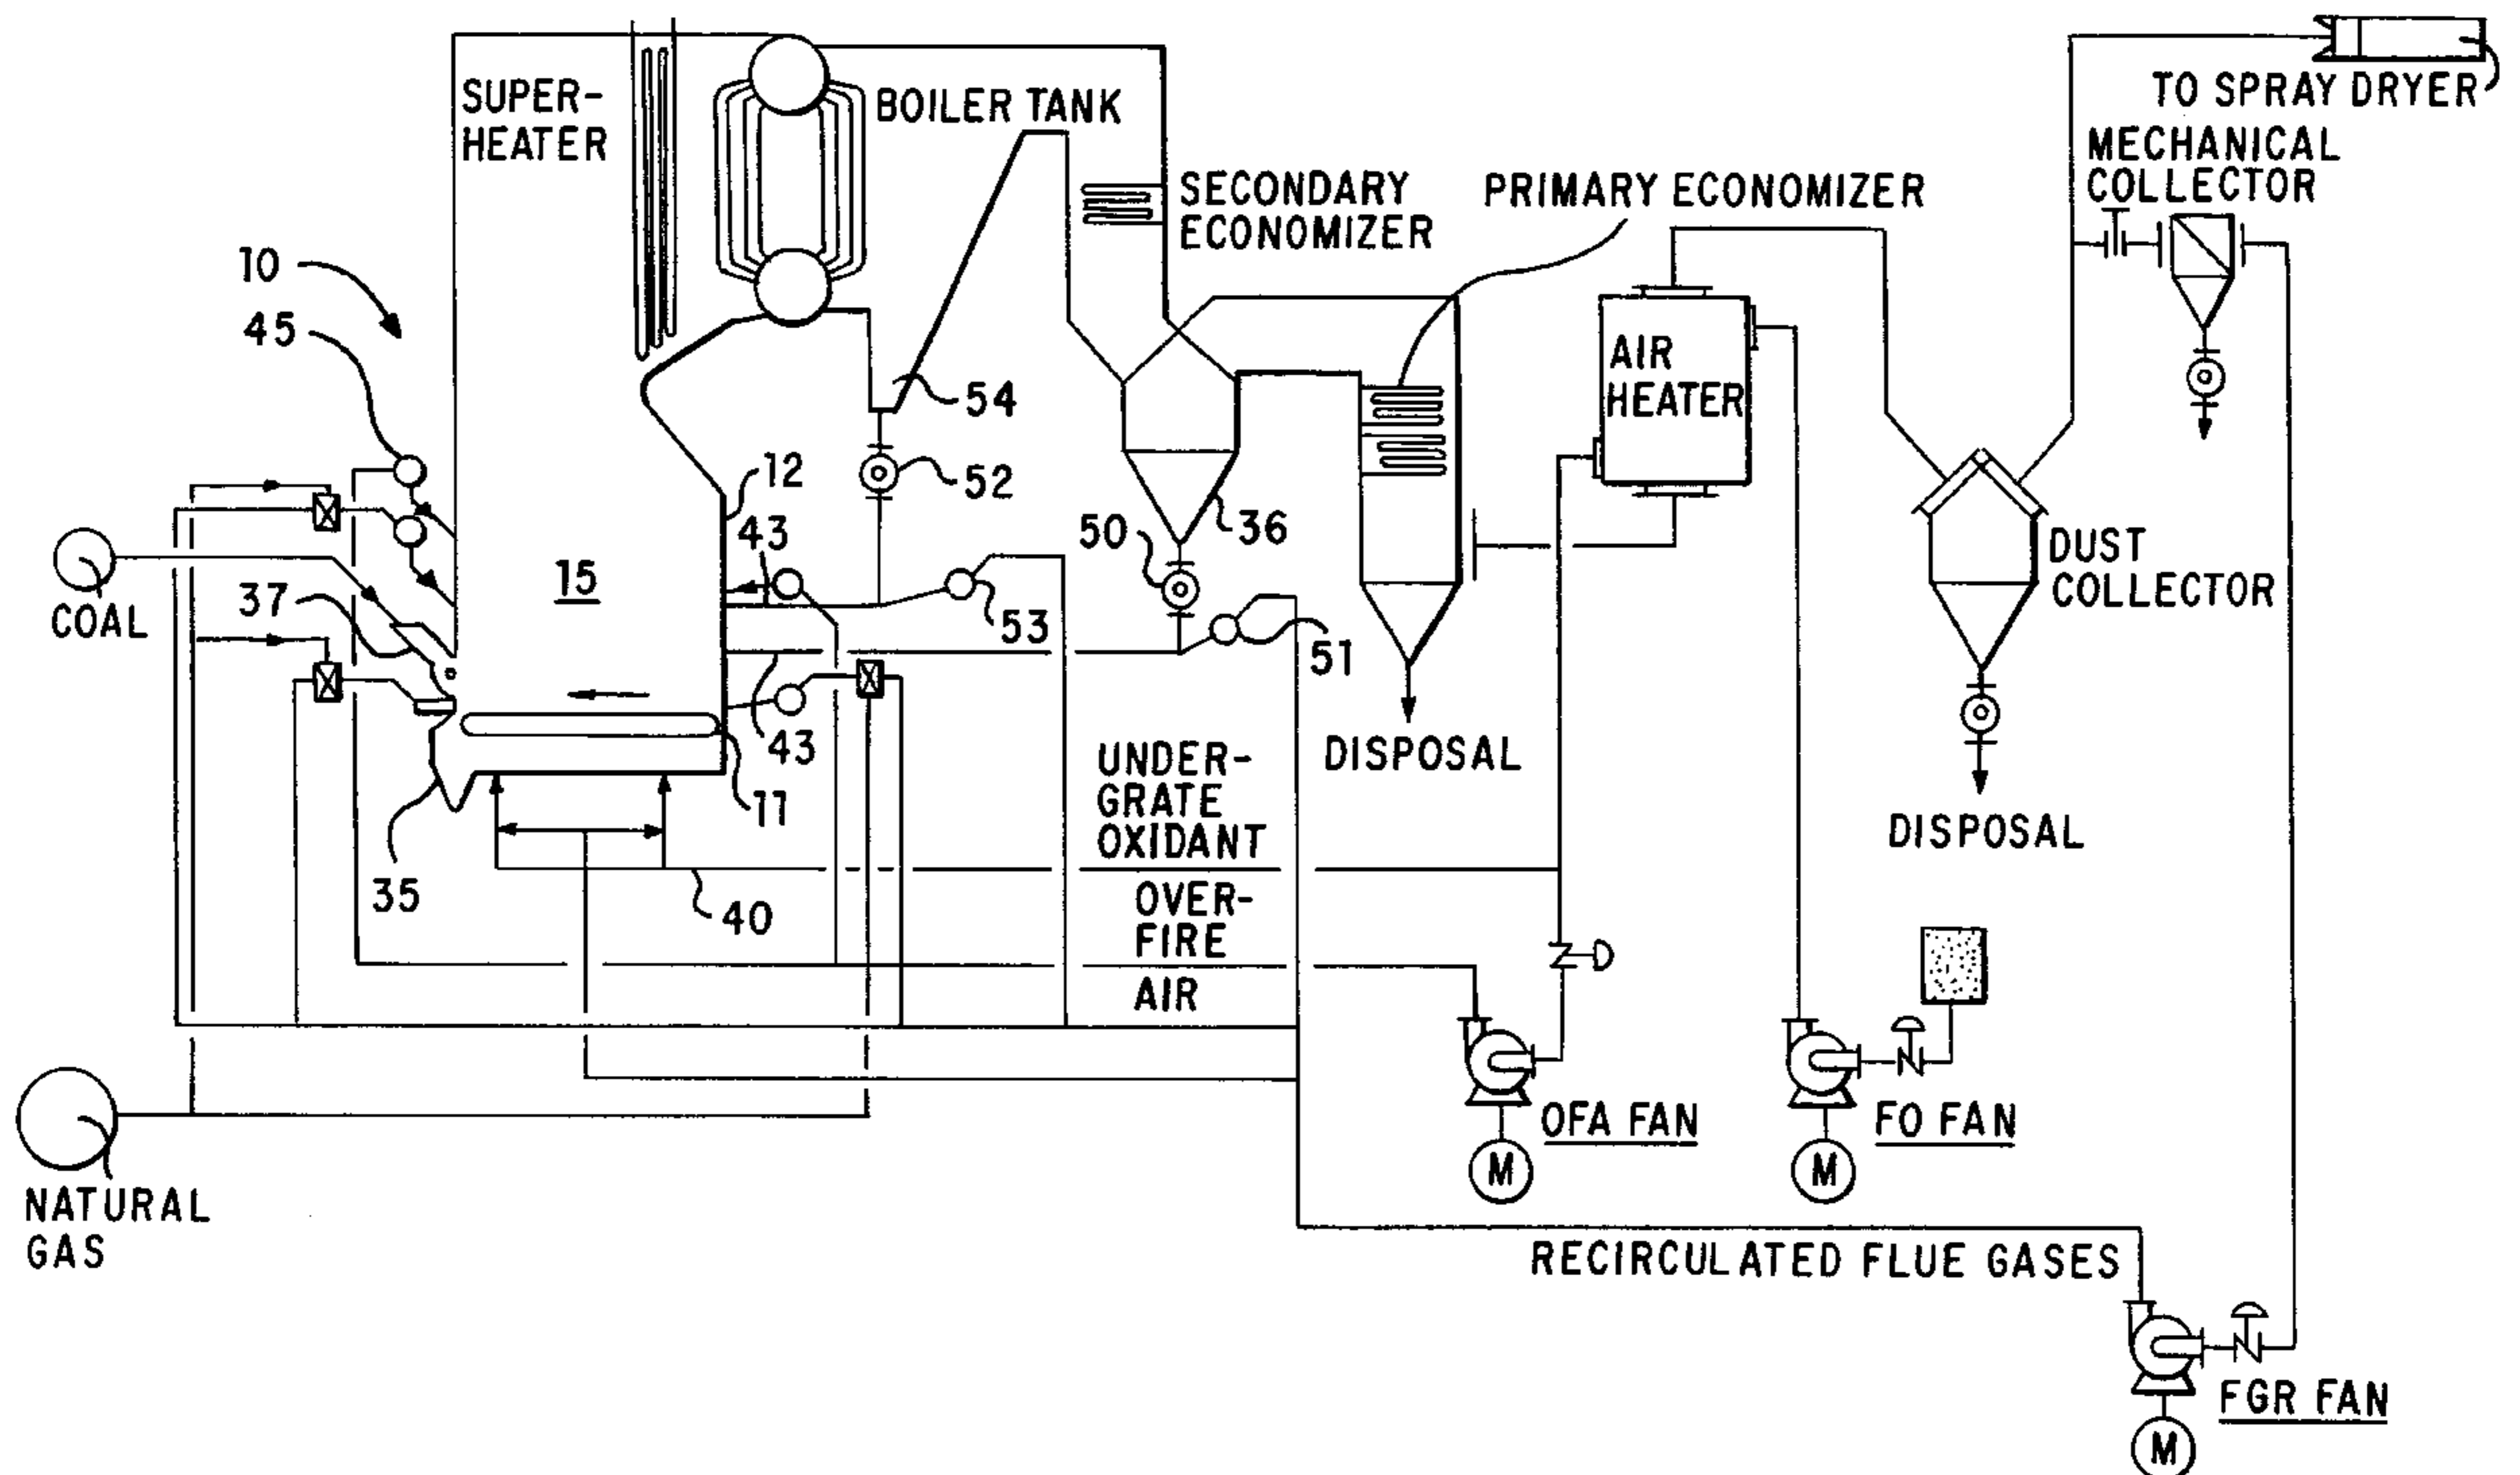 TO SPRAY DRYER
SUPER-
HEATER
BOILER TANK
MECHANICAL
COLLECTOR
SECONDARY
ECONOMIZER
PRIMARY ECONOMIZER
10
45
AIR
HEATER
54
12
52
43
50
36
DUST
COLLECTOR
15
COAL
37
53
51
43
DISPOSAL
UNDER-
GRATE
OXIDANT
11
DISPOSAL
35
40
OVER-
FIRE
AIR
OFA FAN
FO FAN
M
M
NATURAL
GAS
RECIRCULATED FLUE GASES
FGR FAN
M